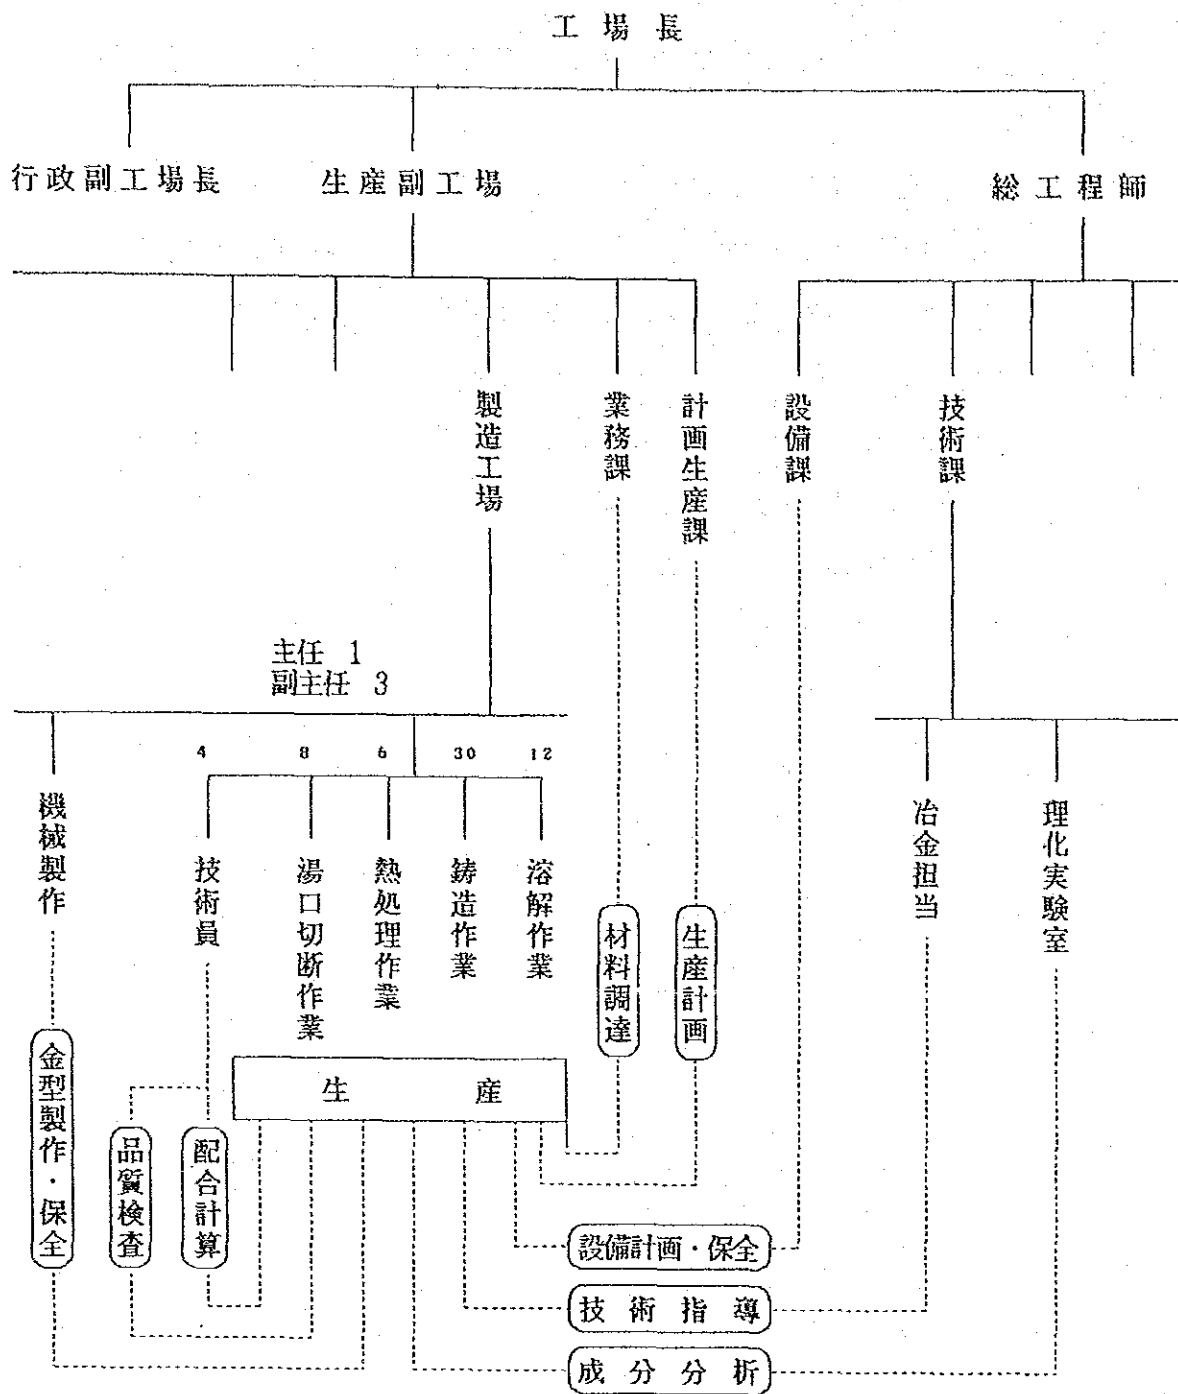 工場長
行政副工場長
生産副工場
総工程師
製造工場
業務課
計画生産課
設備課
技術課
主任 1
副主任 3
4
8
6
30
12
機械製作
技術員
湯口切断作業
熱処理作業
鋳造作業
溶解作業
材料調達
生産計画
冶金担当
理化実験室
金型製作・保全
品質検査
配合計算
生産
設備計画・保全
技術指導
成分分析